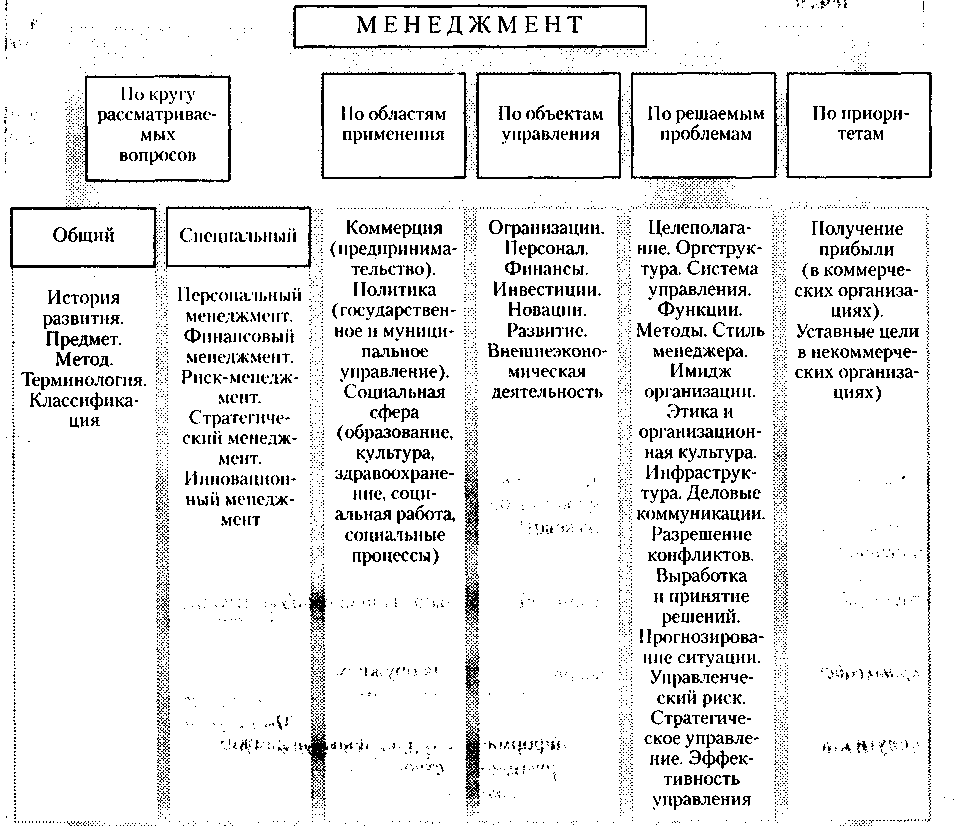 МЕНЕДЖМЕНТ
По кругу
рассматривае-
мых
вопросов
По областям
применения
По объектам
управления
По решаемым
проблемам
По приори-
тетам
Общий
История
развития.
Предмет.
Метод.
Терминология.
Классифика-
ция
Специальный
Персональный
менеджмент.
Финансовый
менеджмент.
Риск-менедж-
мент.
Стратегиче-
ский менедж-
мент.
Инновацион-
ный менедж-
мент
Коммерция
(предпринима-
тельство).
Политика
(государствен-
ное и муници-
пальное
управление).
Социальная
сфера
(образование,
культура,
здравоохране-
ние, соци-
альная работа,
социальные
процессы)
Огранизации.
Персонал.
Финансы.
Инвестиции.
Новации.
Развитие.
Внешнеэконо-
мическая
деятельность
Целеполага-
ние. Оргструк-
тура. Система
управления.
Функции.
Методы. Стиль
менеджера.
Имидж
организации.
Этика и
организацион-
ная культура.
Инфраструк-
тура. Деловые
коммуникации.
Разрешение
конфликтов.
Выработка
и принятие
решений.
Прогнозирова-
ние ситуации.
Управленче-
ский риск.
Стратегиче-
ское управле-
ние. Эффек-
тивность
управления
Получение
прибыли
(в коммерче-
ских организа-
циях).
Уставные цели
в некоммерче-
ских организа-
циях)